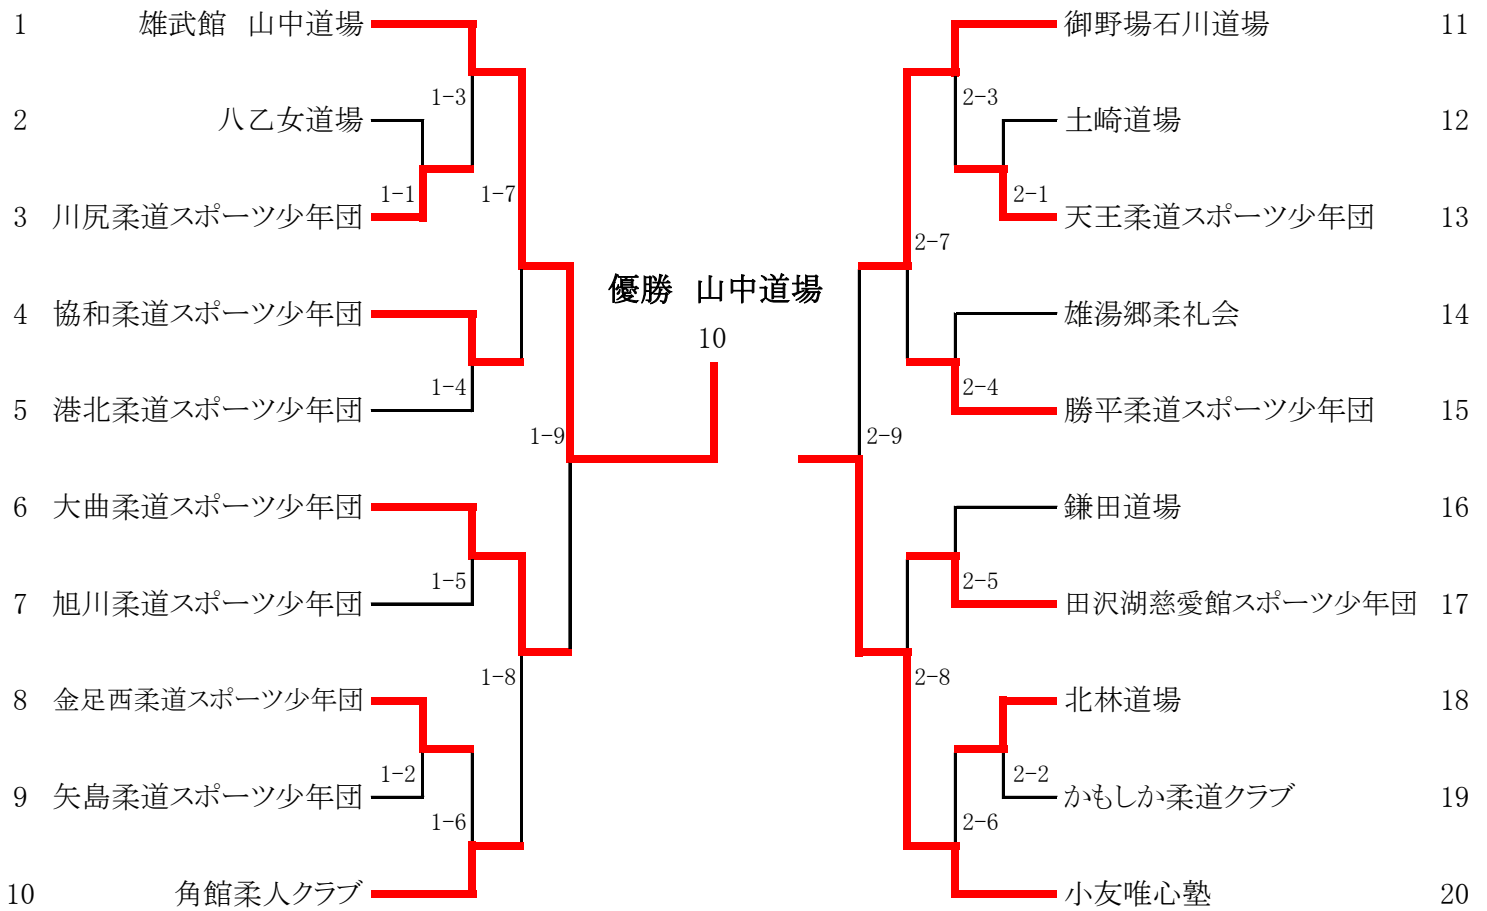 1 雄武館 山中道場
2 八乙女道場
3 川尻柔道スポーツ少年団
4 協和柔道スポーツ少年団
5 港北柔道スポーツ少年団
6 大曲柔道スポーツ少年団
7 旭川柔道スポーツ少年団
8 金足西柔道スポーツ少年団
9 矢島柔道スポーツ少年団
10 角館柔人クラブ
1-3
1-1
1-7
1-4
1-9
1-5
1-8
1-2
1-6
優勝 山中道場
10
2-3
2-1
2-7
2-4
2-9
2-5
2-8
2-2
2-6
御野場石川道場 11
土崎道場 12
天王柔道スポーツ少年団 13
雄湯郷柔礼会 14
勝平柔道スポーツ少年団 15
鎌田道場 16
田沢湖慈愛館スポーツ少年団 17
北林道場 18
かもしか柔道クラブ 19
小友唯心塾 20